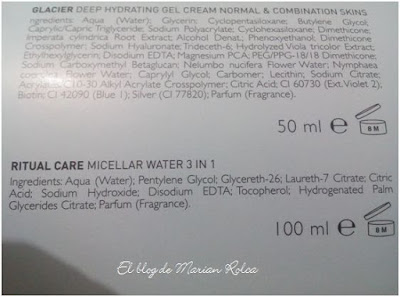 GLACIER DEEP HYDRATING GEL CREAM NORMAL & COMBINATION SKINS
Ingredients: Aqua (Water); Glycerin; Cyclopentasiloxane; Butylene Glycol;
Caprylic/Capric Triglyceride; Sodium Polyacrylate; Cyclohexasiloxane; Dimethicone;
Imperata cylindrica Root Extract; Alcohol Denat.; Phenoxyethanol; Dimethicone
Crosspolymer; Sodium Hyaluronate; Trideceth-6; Hydrolyzed Viola tricolor Extract;
Ethylhexylglycerin; Disodium EDTA; Magnesium PCA; PEG/PPG-18/18 Dimethicone;
Sodium Carboxymethyl Betaglucan; Nelumbo nucifera Flower Water; Nymphaea
coerulea Flower Water; Caprylyl Glycol; Carbomer; Lecithin; Sodium Citrate;
C10-30 Alkyl Acrylate Crosspolymer; Citric Acid; CI 60730 (Ext. Violet 2);
Biotin; CI 42090 (Blue 1); Silver (CI 77820); Parfum (Fragrance).
50 ml e 8 M
RITUAL CARE MICELLAR WATER 3 IN 1
Ingredients: Aqua (Water); Pentylene Glycol; Glycereth-26; Laureth-7 Citrate; Citric
Acid; Sodium Hydroxide; Disodium EDTA; Tocopherol; Hydrogenated Palm
Glycerides Citrate; Parfum (Fragrance).
100 ml e 8 M
El blog de Marian Rolea